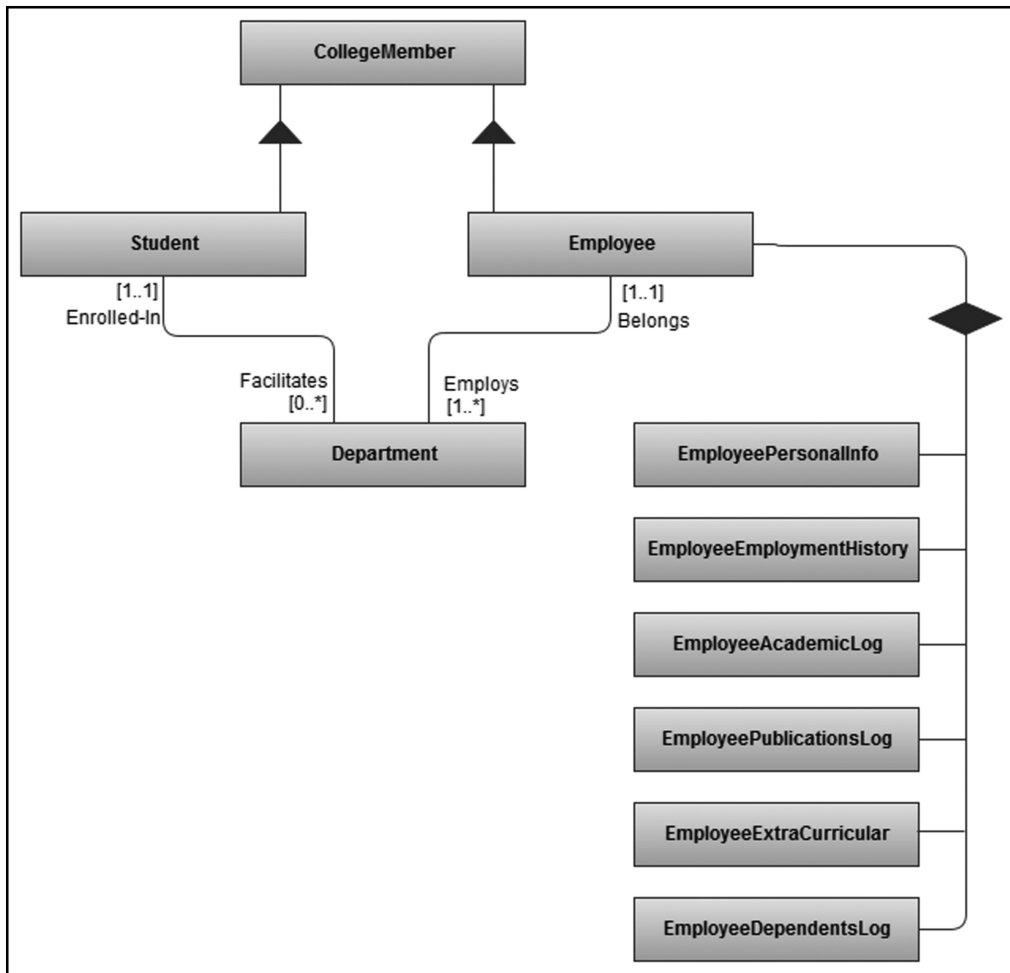 CollegeMember
Student
Employee
[1..1]
Enrolled-In
[1..1]
Belongs
Facilitates
[0..*]
Employs
[1..*]
Department
EmployeePersonalInfo
EmployeeEmploymentHistory
EmployeeAcademicLog
EmployeePublicationsLog
EmployeeExtraCurricular
EmployeeDependentsLog